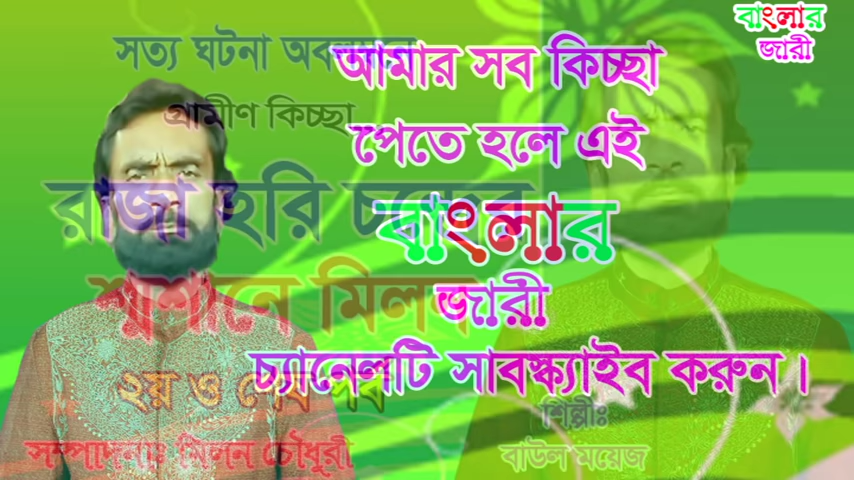 বাংলার
জারী
সত্য ঘটনা অবলম্বনে
গ্রামীণ কিচ্ছা
রাজা হরি চন্দ্রের
শ্মশানে মিলন
২য় ও শেষ পর্ব
সম্পাদনাঃ মিলন চৌধুরী
আমার সব কিচ্ছা
পেতে হলে এই
বাংলার
জারী
চ্যানেলটি সাবস্ক্যাইব করুন।
শিল্পীঃ
বাউল ময়েজ